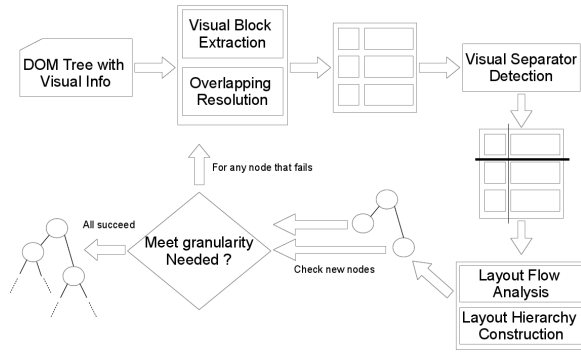 DOM Tree with
Visual Info
Visual Block
Extraction
Overlapping
Resolution
Visual Separator
Detection
For any node that fails
All succeed
Meet granularity
Needed ?
Check new nodes
Layout Flow
Analysis
Layout Hierarchy
Construction